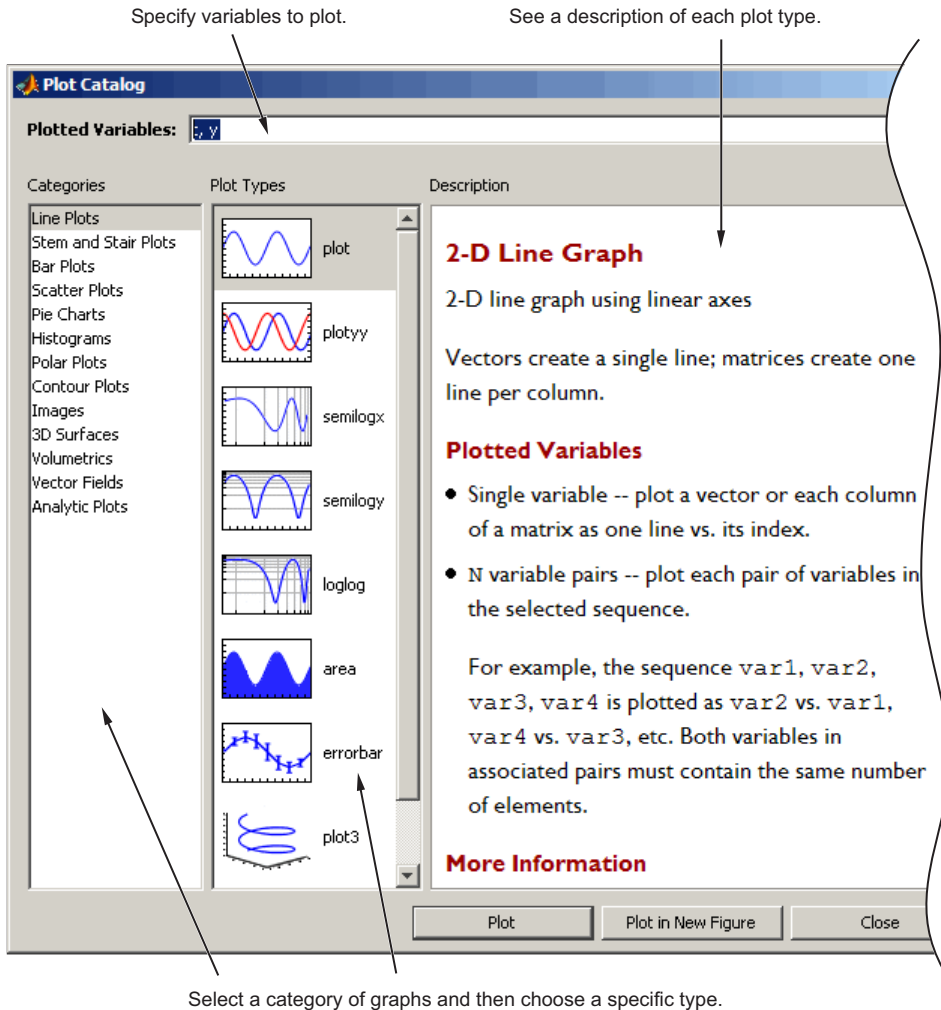 Specify variables to plot.
See a description of each plot type.
Plot Catalog
Plotted Variables:
t, y
Categories
Line Plots
Stem and Stair Plots
Bar Plots
Scatter Plots
Pie Charts
Histograms
Polar Plots
Contour Plots
Images
3D Surfaces
Volumetrics
Vector Fields
Analytic Plots
Plot Types
plot
plotyy
semilogx
semilogy
loglog
area
errorbar
plot3
Description
2-D Line Graph
2-D line graph using linear axes
Vectors create a single line; matrices create one
line per column.
Plotted Variables
• Single variable -- plot a vector or each column
of a matrix as one line vs. its index.
• N variable pairs -- plot each pair of variables in
the selected sequence.
For example, the sequence var1, var2,
var3, var4 is plotted as var2 vs. var1,
var4 vs. var3, etc. Both variables in
associated pairs must contain the same number
of elements.
More Information
Plot
Plot in New Figure
Close
Select a category of graphs and then choose a specific type.